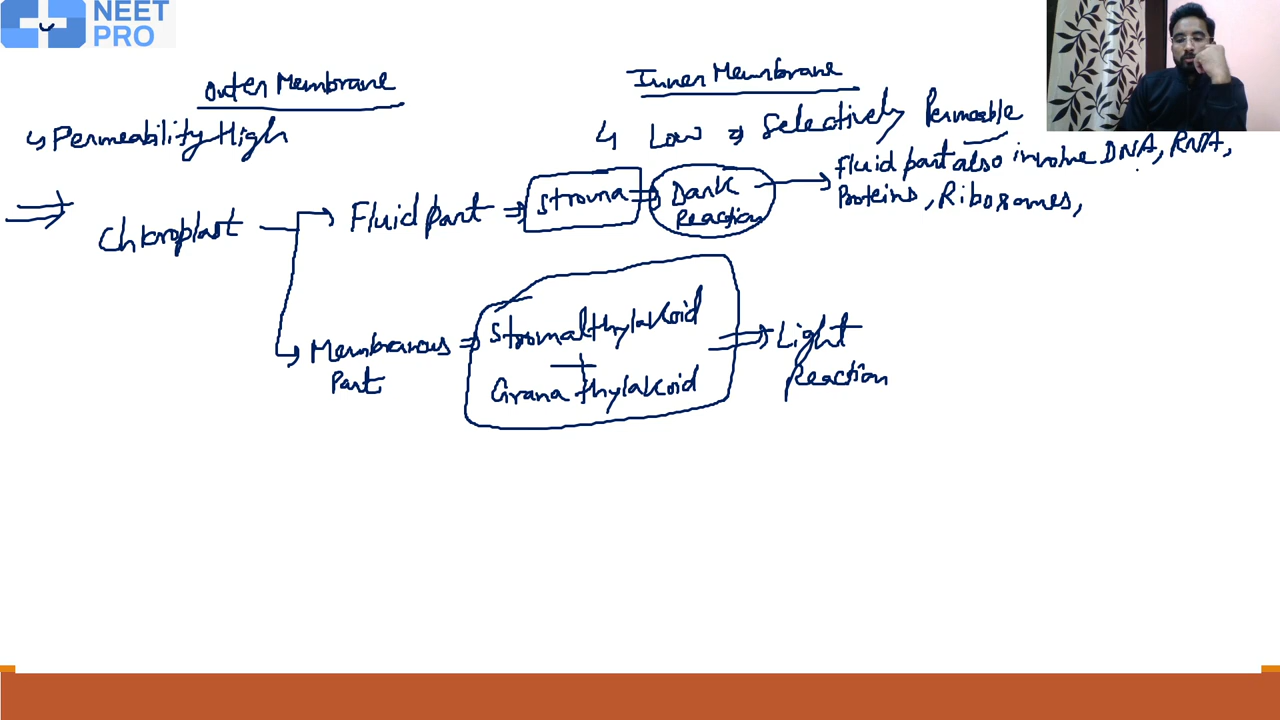 NEET
PRO
Outer Membrane
Inner Membrane
↳ Permeability High
↳ Low ⇒ Selectively Permeable
⇒ Chloroplast → Fluid part ⇒ Stroma ⇒ Dark Reaction → fluid part also involve DNA, RNA,
Proteins, Ribosomes,
↳ Membranous Part ⇒ Stromal thylakoid
+
Grana thylakoid
⇒ Light
Reaction